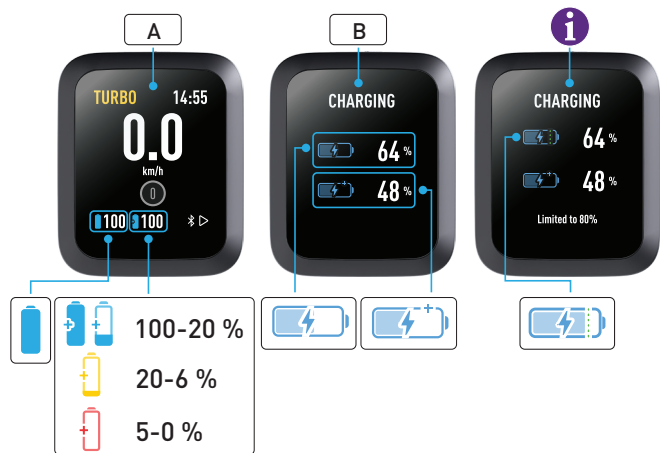 A
B
i
TURBO 14:55
0.0
km/h
100 100
CHARGING
64 %
48 %
CHARGING
64 %
48 %
Limited to 80%
100-20 %
20-6 %
5-0 %